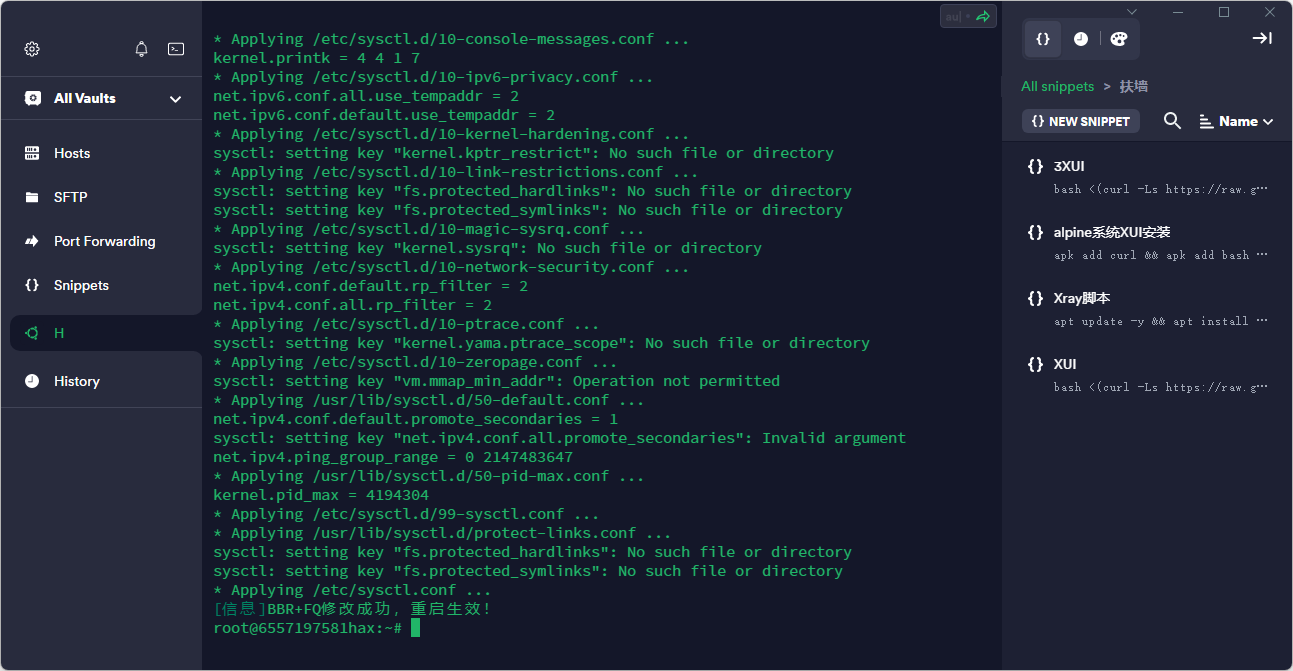 All Vaults
Hosts
SFTP
Port Forwarding
Snippets
H
History
* Applying /etc/sysctl.d/10-console-messages.conf ...
kernel.printk = 4 4 1 7
* Applying /etc/sysctl.d/10-ipv6-privacy.conf ...
net.ipv6.conf.all.use_tempaddr = 2
net.ipv6.conf.default.use_tempaddr = 2
* Applying /etc/sysctl.d/10-kernel-hardening.conf ...
sysctl: setting key "kernel.kptr_restrict": No such file or directory
* Applying /etc/sysctl.d/10-link-restrictions.conf ...
sysctl: setting key "fs.protected_hardlinks": No such file or directory
sysctl: setting key "fs.protected_symlinks": No such file or directory
* Applying /etc/sysctl.d/10-magic-sysrq.conf ...
sysctl: setting key "kernel.sysrq": No such file or directory
* Applying /etc/sysctl.d/10-network-security.conf ...
net.ipv4.conf.default.rp_filter = 2
net.ipv4.conf.all.rp_filter = 2
* Applying /etc/sysctl.d/10-ptrace.conf ...
sysctl: setting key "kernel.yama.ptrace_scope": No such file or directory
* Applying /etc/sysctl.d/10-zeropage.conf ...
sysctl: setting key "vm.mmap_min_addr": Operation not permitted
* Applying /usr/lib/sysctl.d/50-default.conf ...
net.ipv4.conf.default.promote_secondaries = 1
sysctl: setting key "net.ipv4.conf.all.promote_secondaries": Invalid argument
net.ipv4.ping_group_range = 0 2147483647
* Applying /usr/lib/sysctl.d/50-pid-max.conf ...
kernel.pid_max = 4194304
* Applying /etc/sysctl.d/99-sysctl.conf ...
* Applying /usr/lib/sysctl.d/protect-links.conf ...
sysctl: setting key "fs.protected_hardlinks": No such file or directory
sysctl: setting key "fs.protected_symlinks": No such file or directory
* Applying /etc/sysctl.conf ...
[信息]BBR+FQ修改成功，重启生效！
root@6557197581hax:~#
All snippets > 扶墙
{} NEW SNIPPET
Name
{} 3XUI
bash <(curl -Ls https://raw.g…
{} alpine系统XUI安装
apk add curl && apk add bash …
{} Xray脚本
apt update -y && apt install …
{} XUI
bash <(curl -Ls https://raw.g…